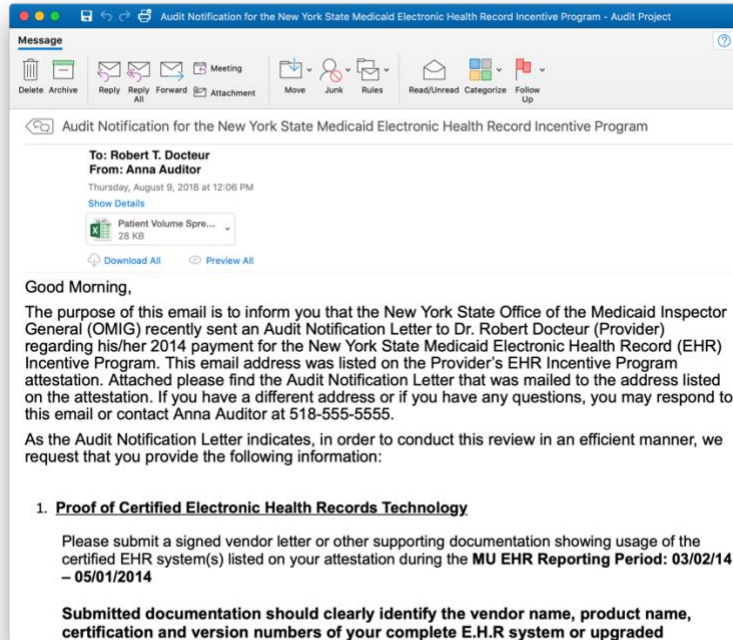 Audit Notification for the New York State Medicaid Electronic Health Record Incentive Program - Audit Project
Message
?
Delete Archive Reply Reply All Forward Meeting Attachment Move Junk Rules Read/Unread Categorize Follow Up
Audit Notification for the New York State Medicaid Electronic Health Record Incentive Program
To: Robert T. Docteur
From: Anna Auditor
Thursday, August 9, 2018 at 12:06 PM
Show Details
Patient Volume Spre...
28 KB
Download All Preview All
Good Morning,
The purpose of this email is to inform you that the New York State Office of the Medicaid Inspector
General (OMIG) recently sent an Audit Notification Letter to Dr. Robert Docteur (Provider)
regarding his/her 2014 payment for the New York State Medicaid Electronic Health Record (EHR)
Incentive Program. This email address was listed on the Provider's EHR Incentive Program
attestation. Attached please find the Audit Notification Letter that was mailed to the address listed
on the attestation. If you have a different address or if you have any questions, you may respond to
this email or contact Anna Auditor at 518-555-5555.
As the Audit Notification Letter indicates, in order to conduct this review in an efficient manner, we
request that you provide the following information:
1. Proof of Certified Electronic Health Records Technology
Please submit a signed vendor letter or other supporting documentation showing usage of the
certified EHR system(s) listed on your attestation during the MU EHR Reporting Period: 03/02/14
– 05/01/2014
Submitted documentation should clearly identify the vendor name, product name,
certification and version numbers of your complete E.H.R system or upgraded